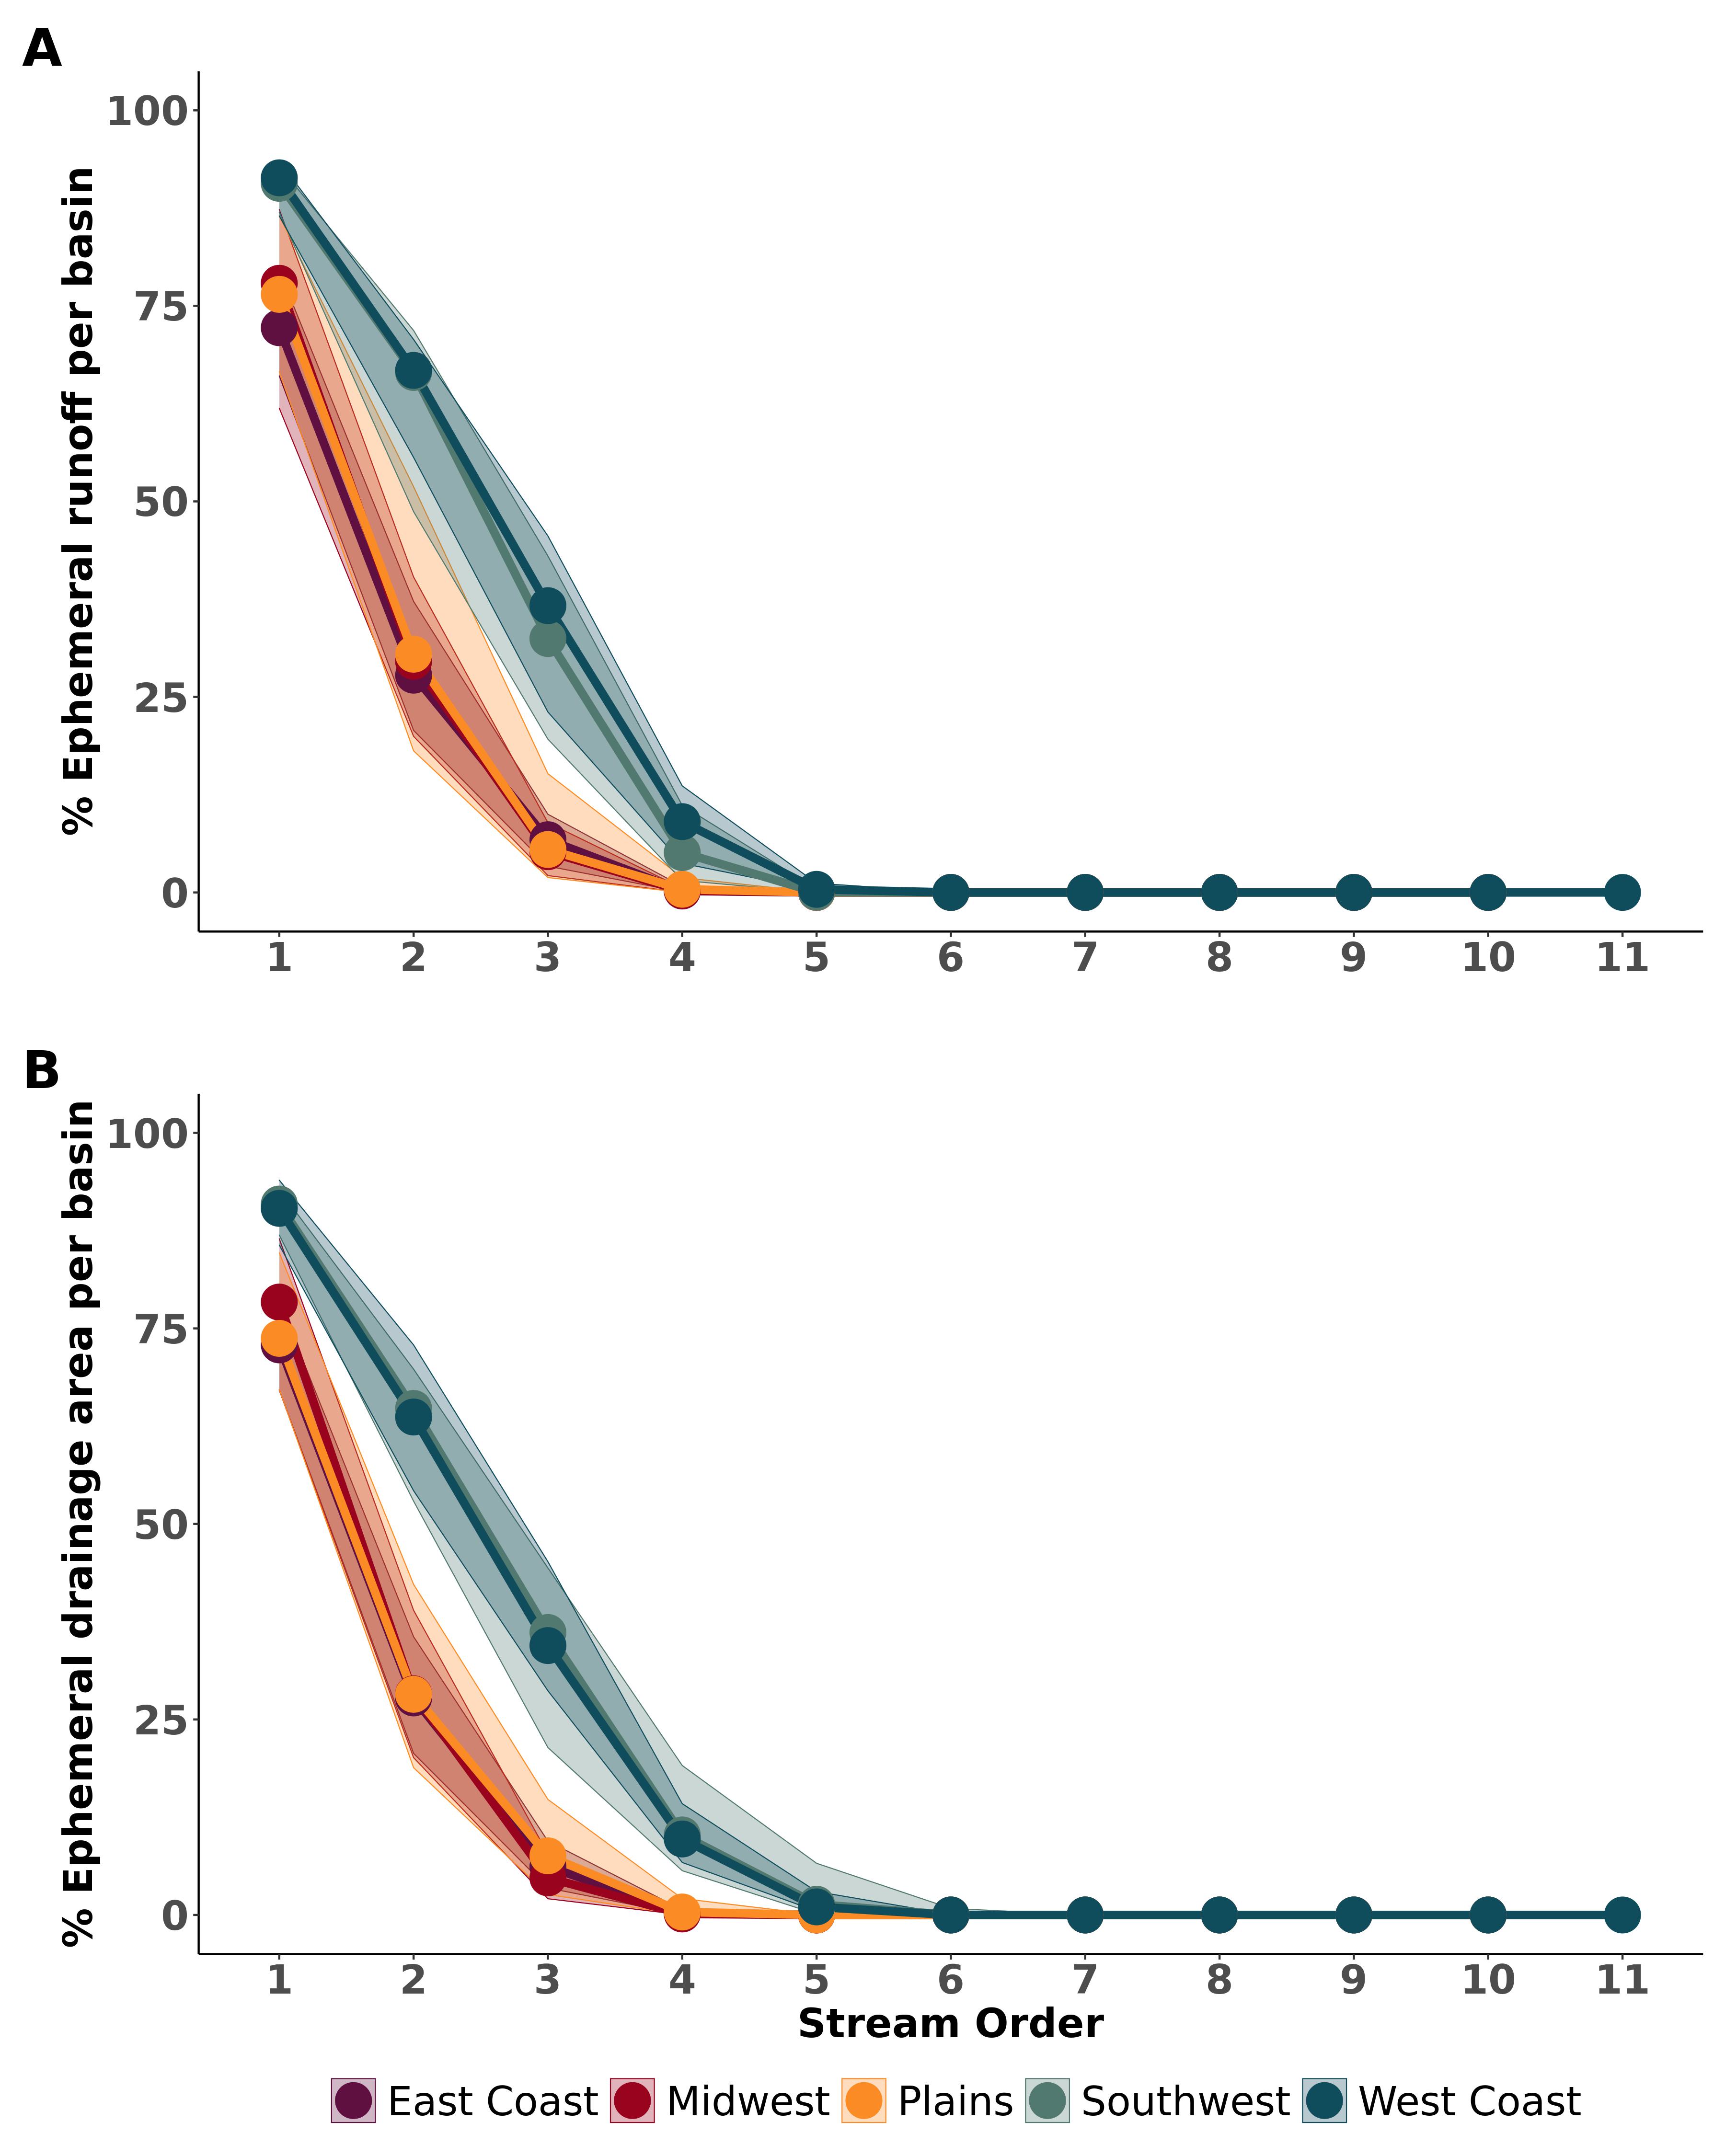 A
% Ephemeral runoff per basin
100
75
50
25
0
1 2 3 4 5 6 7 8 9 10 11
B
% Ephemeral drainage area per basin
100
75
50
25
0
1 2 3 4 5 6 7 8 9 10 11
Stream Order
East Coast Midwest Plains Southwest West Coast